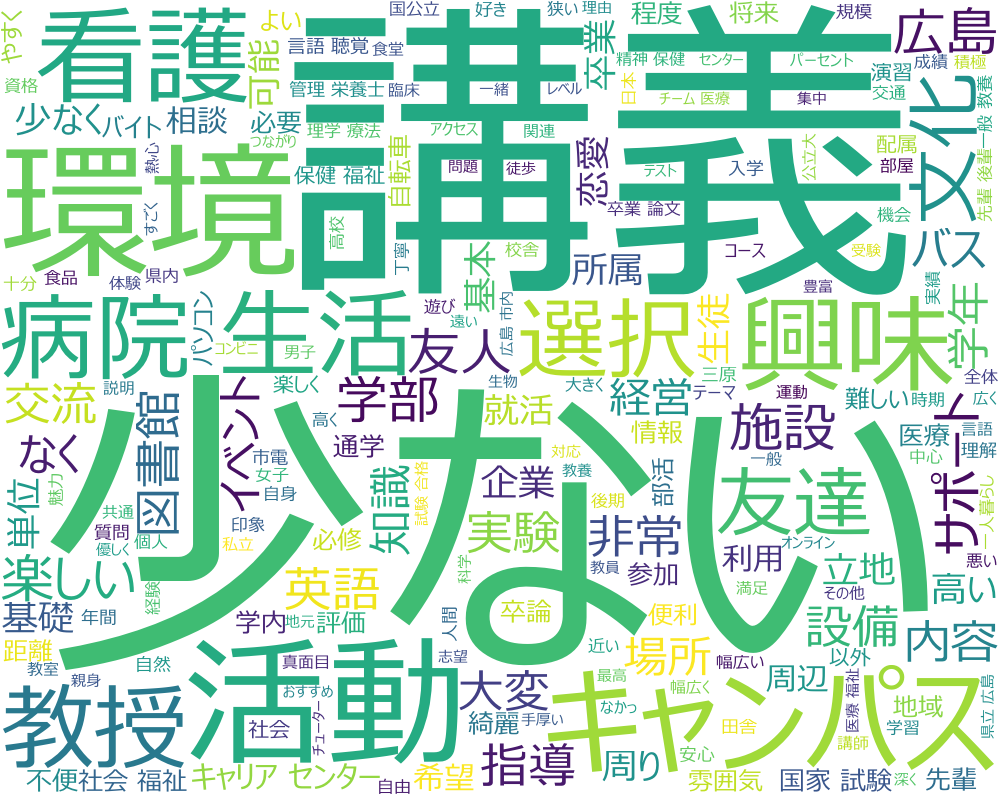 やすく
看護
国公立
好き
狭い
理由
程度
将来
規模
広島
資格
よい
可能
言語 聴覚
食堂
講義
卒業
精神 保健
センター
パーセント
成績
積極
管理 栄養士
臨床
一緒
レベル
日本
チーム 医療
集中
演習
交通
文化
一般 教養
少なく
バイト
相談
必要
つながり
理学 療法
アクセス
関連
配属
公立大
先輩 後輩
熱心
保健 福祉
自転車
問題
徒歩
恋愛
テスト
入学
部屋
環境
すごく
高校
丁寧
校舎
卒業 論文
機会
コース
受験
バス
十分
食品
体験
県内
基本
所属
豊富
実績
病院
生活
パソコン
コンビニ
遊び
遠い
広島 市内
選択
生徒
興味
学年
男子
友人
三原
交流
説明
楽しく
学部
高く
生物
大きく
就活
経営
テーマ
運動
難しい
時期
全体
広く
なく
図書館
イベント
市電
女子
自身
通学
対応
教養
情報
施設
一般
医療
中心
言語
理解
サポート
一人暮らし
単位
魅力
共通
質問
優しく
個人
印象
私立
必修
知識
試験 合格
企業
後期
部活
少ない
実験
非常
教員
参加
友達
利用
オンライン
満足
その他
悪い
楽しい
経験
英語
科学
立地
高い
基礎
年間
学内
地元
評価
人間
卒論
便利
設備
内容
距離
教室
自然
親身
真面目
志望
近い
場所
幅広い
周辺
以外
教授
活動
おすすめ
チューター
大変
綺麗
手厚い
最高
なかっ
幅広く
キャンパス
医療 福祉
地域
学習
県立 広島
社会
田舎
講師
不便
社会 福祉
キャリア センター
自由
希望
指導
周り
安心
雰囲気
国家 試験
深く
先輩